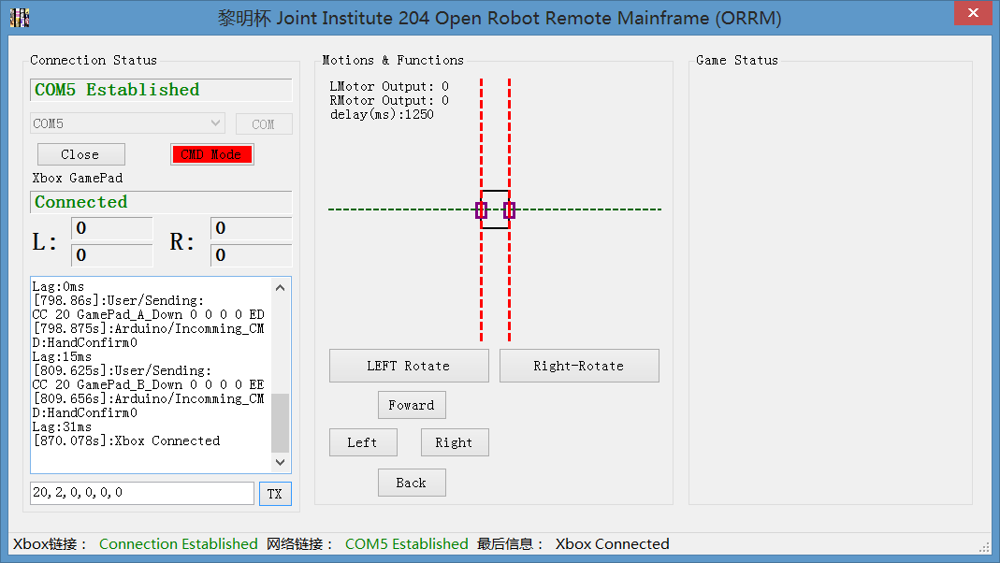 黎明杯 Joint Institute 204 Open Robot Remote Mainframe (ORRM)
Connection Status
COM5 Established
COM5
COM
Close
CMD Mode
Xbox GamePad
Connected
L: 0 R: 0
0 0
Lag:0ms
[798.86s]:User/Sending:
CC 20 GamePad_A_Down 0 0 0 0 ED
[798.875s]:Arduino/Incomming_CM
D:HandConfirm0
Lag:15ms
[809.625s]:User/Sending:
CC 20 GamePad_B_Down 0 0 0 0 EE
[809.656s]:Arduino/Incomming_CM
D:HandConfirm0
Lag:31ms
[870.078s]:Xbox Connected
20,2,0,0,0,0
TX
Motions & Functions
LMotor Output: 0
RMotor Output: 0
delay(ms):1250
LEFT Rotate
Right-Rotate
Foward
Left
Right
Back
Game Status
Xbox链接： Connection Established 网络链接： COM5 Established 最后信息： Xbox Connected